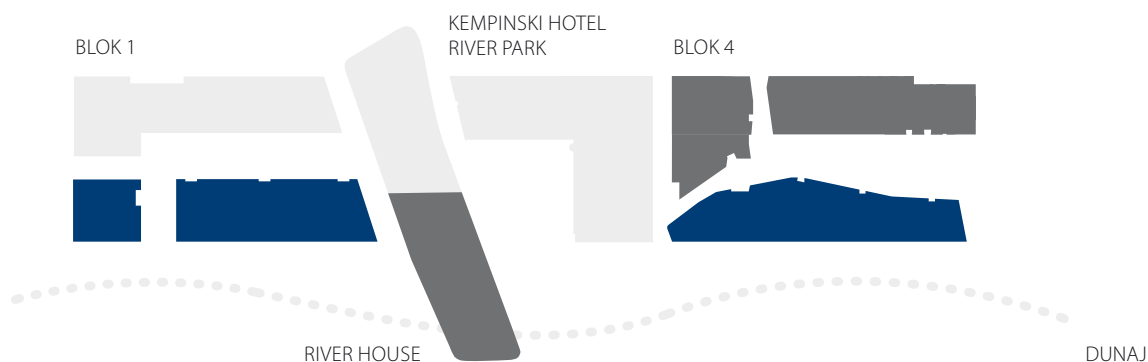 BLOK 1
KEMPINSKI HOTEL
RIVER PARK
BLOK 4
RIVER HOUSE
DUNAJ